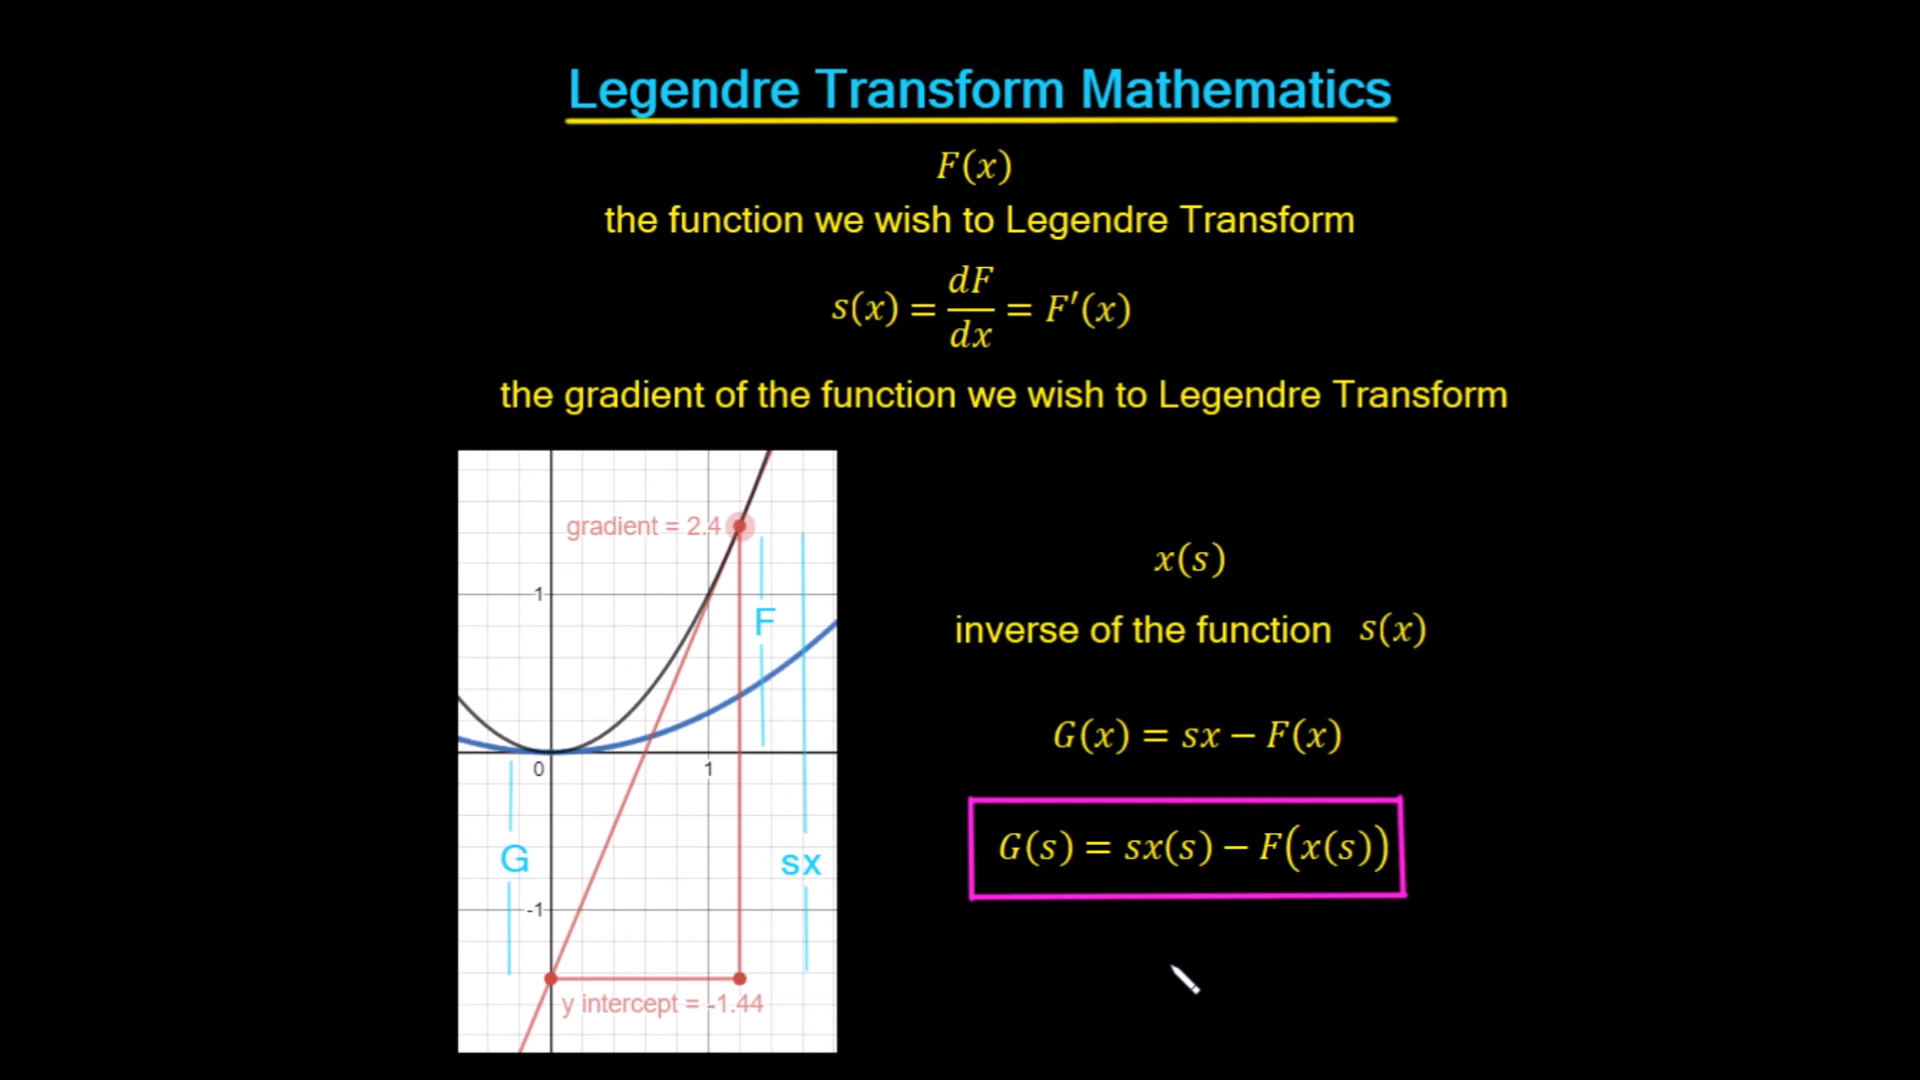 Legendre Transform Mathematics
F(x)
the function we wish to Legendre Transform
s(x) = dF/dx = F′(x)
the gradient of the function we wish to Legendre Transform
gradient = 2.4
1
F
0
1
G
sx
-1
y intercept = -1.44
x(s)
inverse of the function s(x)
G(x) = sx − F(x)
G(s) = sx(s) − F(x(s))